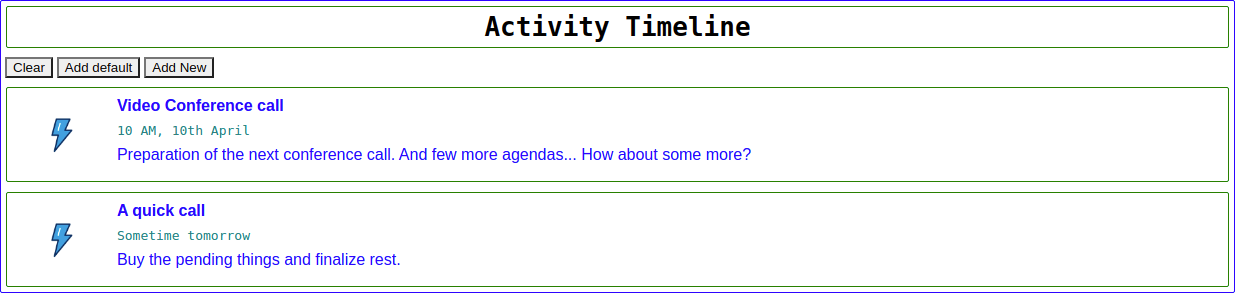 Activity Timeline
Clear Add default Add New
Video Conference call
10 AM, 10th April
Preparation of the next conference call. And few more agendas... How about some more?
A quick call
Sometime tomorrow
Buy the pending things and finalize rest.